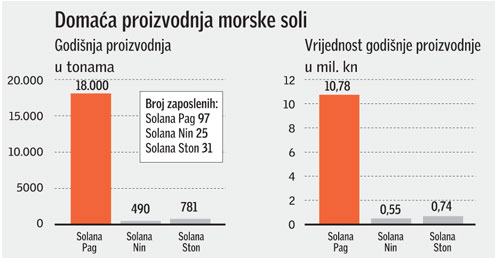 Domaća proizvodnja morske soli
Godišnja proizvodnja
u tonama
20.000
15.000
10.000
5000
0
18.000
490
781
Broj zaposlenih:
Solana Pag 97
Solana Nin 25
Solana Ston 31
Solana
Pag
Solana
Nin
Solana
Ston
Vrijednost godišnje proizvodnje
u mil. kn
12
10
8
6
4
2
0
10,78
0,55
0,74
Solana
Pag
Solana
Nin
Solana
Ston